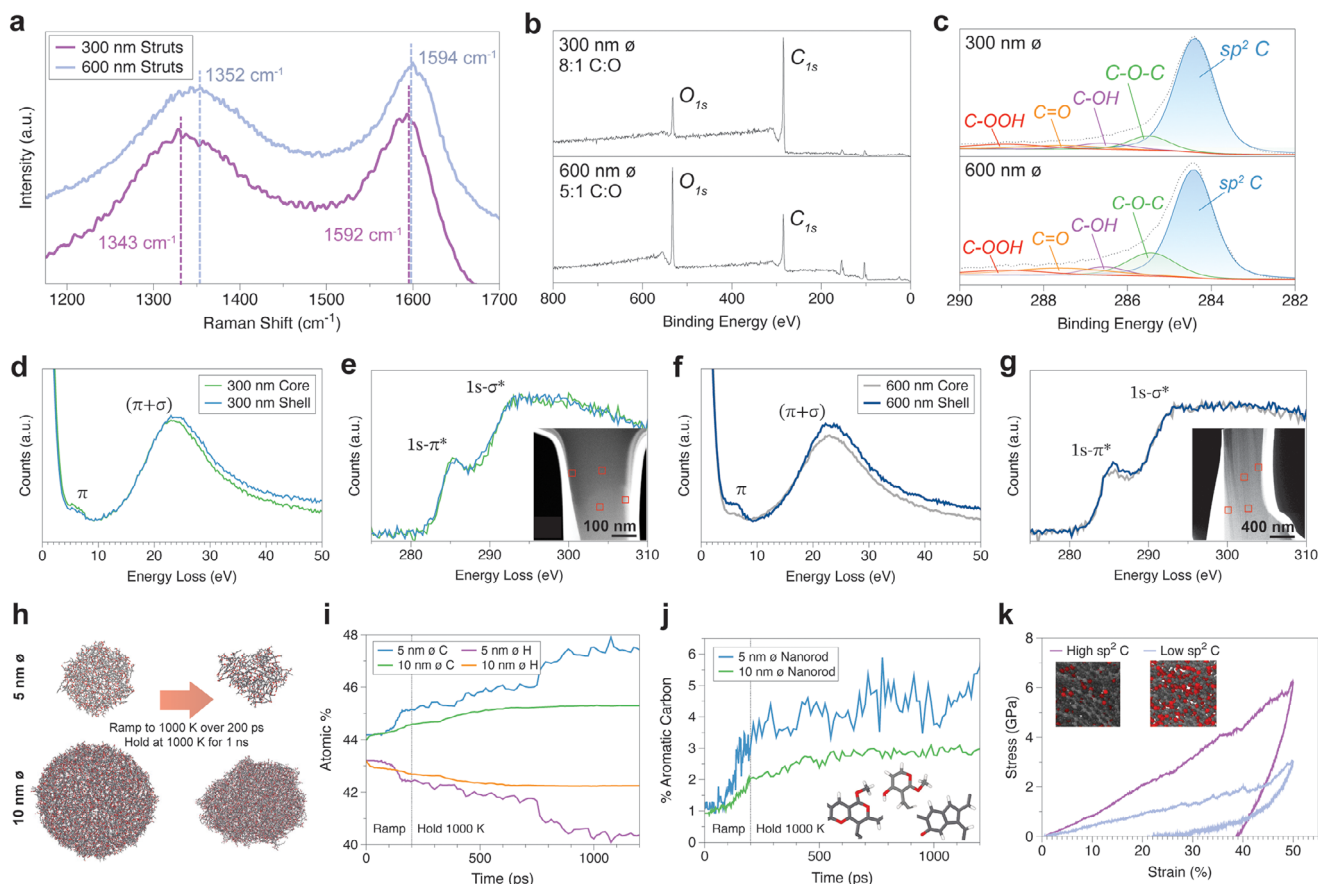 a
300 nm Struts
600 nm Struts
1352 cm-1
1594 cm-1
1343 cm-1
1592 cm-1
Intensity (a.u.)
1200 1300 1400 1500 1600 1700
Raman Shift (cm-1)
b
300 nm ø
8:1 C:O
O1s
C1s
600 nm ø
5:1 C:O
O1s
C1s
800 600 400 200 0
Binding Energy (eV)
c
300 nm ø
sp2 C
C-O-C
C-OH
C=O
C-OOH
600 nm ø
sp2 C
C-O-C
C-OH
C=O
C-OOH
290 288 286 284 282
Binding Energy (eV)
d
300 nm Core
300 nm Shell
(π+σ)
π
Counts (a.u.)
0 10 20 30 40 50
Energy Loss (eV)
e
1s-σ*
1s-π*
100 nm
Counts (a.u.)
280 290 300 310
Energy Loss (eV)
f
600 nm Core
600 nm Shell
(π+σ)
π
Counts (a.u.)
0 10 20 30 40 50
Energy Loss (eV)
g
1s-σ*
1s-π*
400 nm
Counts (a.u.)
280 290 300 310
Energy Loss (eV)
h
5 nm ø
Ramp to 1000 K over 200 ps
Hold at 1000 K for 1 ns
10 nm ø
i
48
46
44
42
40
5 nm ø C
10 nm ø C
5 nm ø H
10 nm ø H
Atomic %
Ramp
Hold 1000 K
0 500 1000
Time (ps)
j
6
5
4
3
2
1
0
5 nm ø Nanorod
10 nm ø Nanorod
% Aromatic Carbon
Ramp
Hold 1000 K
0 500 1000
Time (ps)
k
8
6
4
2
0
High sp2 C
Low sp2 C
Stress (GPa)
0 10 20 30 40 50
Strain (%)